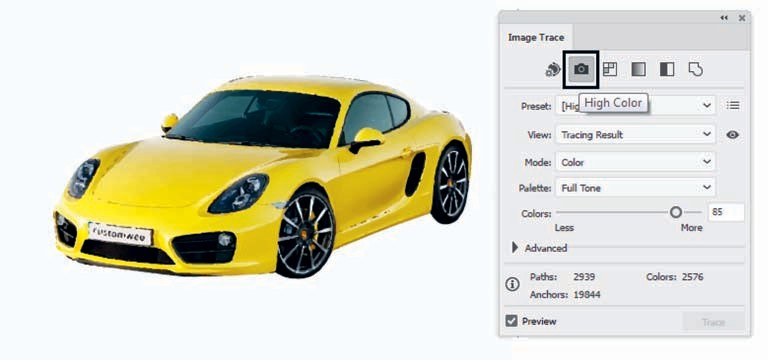 Image Trace
High Color
Preset:
View: Tracing Result
Mode: Color
Palette: Full Tone
Colors: 85
Less More
Advanced
Paths: 2939 Colors: 2576
Anchors: 19844
Preview Trace